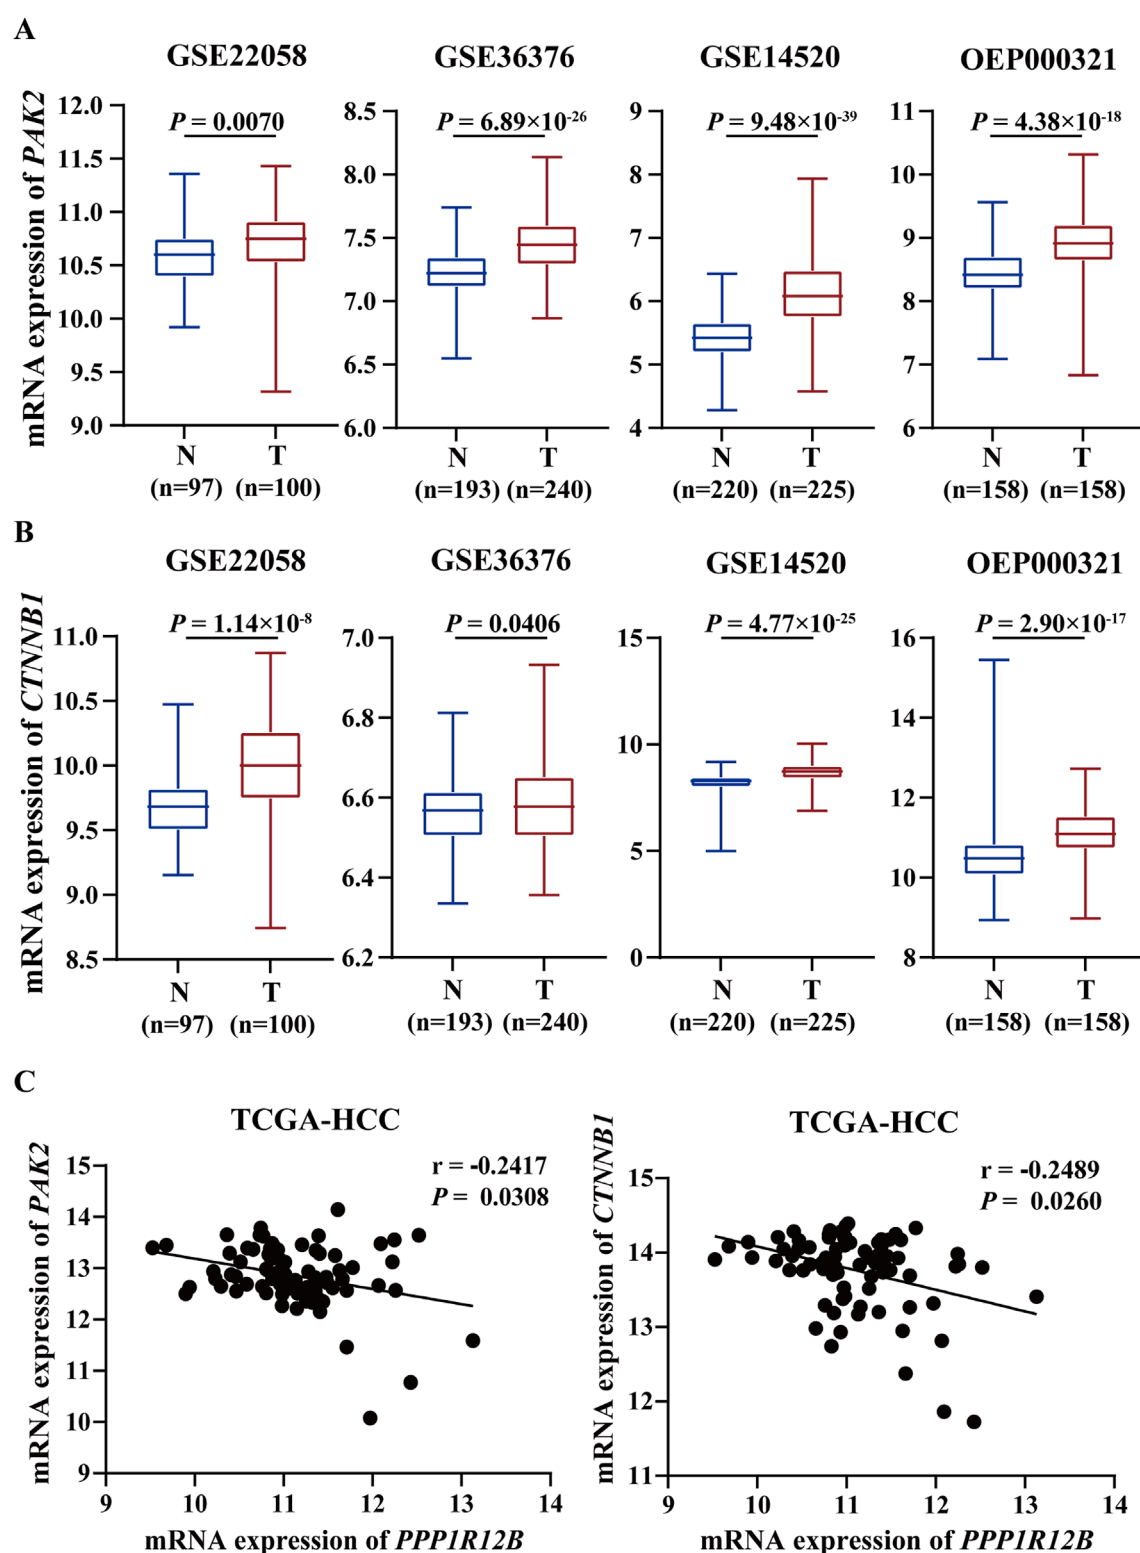 A
GSE22058 GSE36376 GSE14520 OEP000321
mRNA expression of PAK2
P = 0.0070 P = 6.89×10-26 P = 9.48×10-39 P = 4.38×10-18
12.0
11.5
11.0
10.5
10.0
9.5
9.0
8.5
8.0
7.5
7.0
6.5
6.0
9
8
7
6
5
4
11
10
9
8
7
6
N T N T N T N T
(n=97) (n=100) (n=193) (n=240) (n=220) (n=225) (n=158) (n=158)
B
GSE22058 GSE36376 GSE14520 OEP000321
mRNA expression of CTNNB1
P = 1.14×10-8 P = 0.0406 P = 4.77×10-25 P = 2.90×10-17
11.0
10.5
10.0
9.5
9.0
8.5
7.0
6.8
6.6
6.4
6.2
15
10
5
0
16
14
12
10
8
N T N T N T N T
(n=97) (n=100) (n=193) (n=240) (n=220) (n=225) (n=158) (n=158)
C
TCGA-HCC
r = -0.2417
P = 0.0308
mRNA expression of PAK2
15
14
13
12
11
10
9
9 10 11 12 13 14
mRNA expression of PPP1R12B
TCGA-HCC
r = -0.2489
P = 0.0260
mRNA expression of CTNNB1
15
14
13
12
11
9 10 11 12 13 14
mRNA expression of PPP1R12B